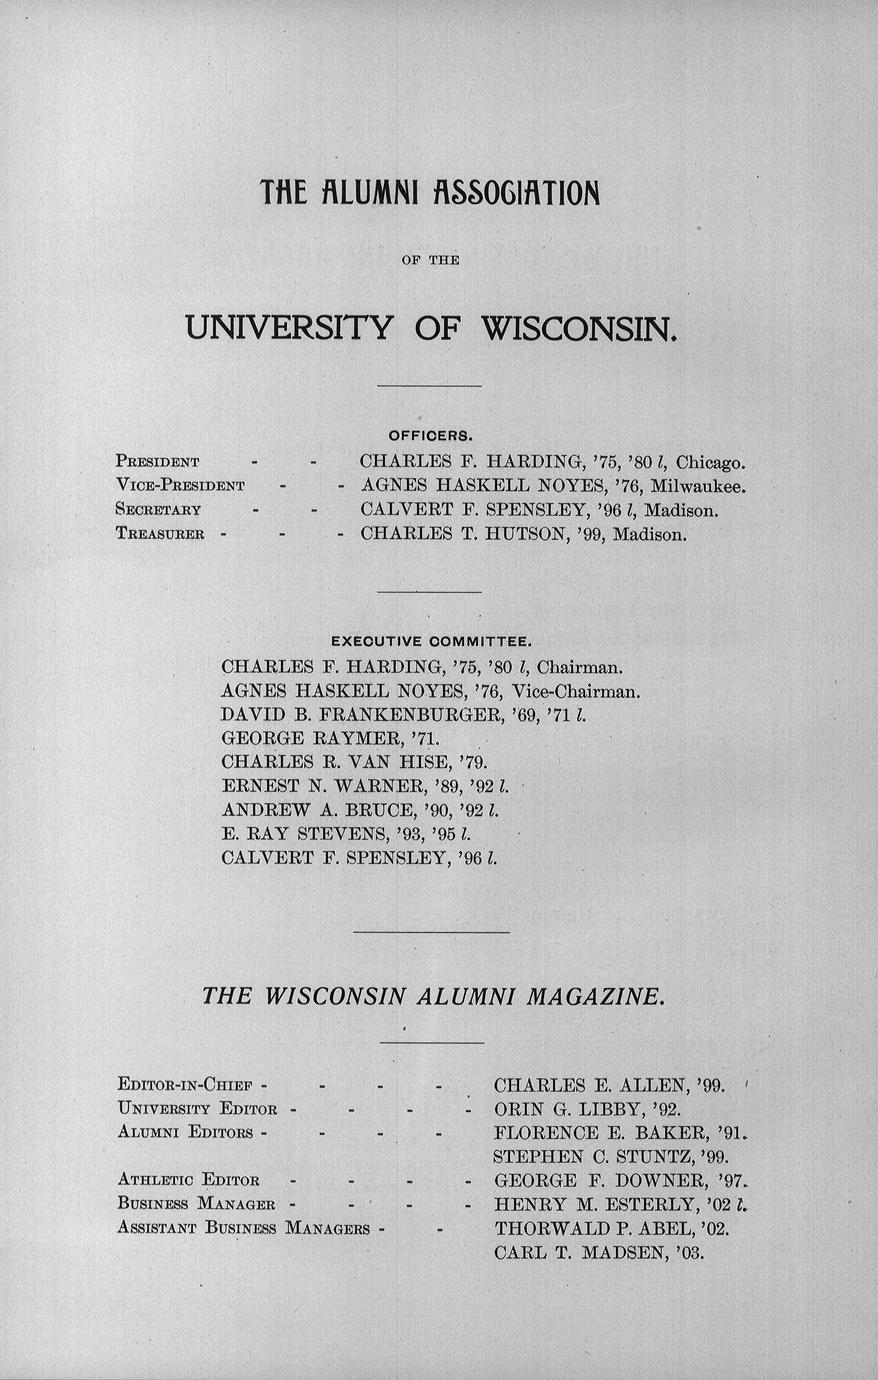 THE ALUMNI ASSOCIATION
OF THE
UNIVERSITY OF WISCONSIN.
OFFICERS.
PRESIDENT - - CHARLES F. HARDING, ’75, ’80 l, Chicago.
VICE-PRESIDENT - - AGNES HASKELL NOYES, ’76, Milwaukee.
SECRETARY - - CALVERT F. SPENSLEY, ’96 l, Madison.
TREASURER - - - CHARLES T. HUTSON, ’99, Madison.
EXECUTIVE COMMITTEE.
CHARLES F. HARDING, ’75, ’80 l, Chairman.
AGNES HASKELL NOYES, ’76, Vice-Chairman.
DAVID B. FRANKENBURGER, ’69, ’71 l.
GEORGE RAYMER, ’71.
CHARLES R. VAN HISE, ’79.
ERNEST N. WARNER, ’89, ’92 l.
ANDREW A. BRUCE, ’90, ’92 l.
E. RAY STEVENS, ’93, ’95 l.
CALVERT F. SPENSLEY, ’96 l.
THE WISCONSIN ALUMNI MAGAZINE.
EDITOR-IN-CHIEF - - - - CHARLES E. ALLEN, ’99.
UNIVERSITY EDITOR - - - - ORIN G. LIBBY, ’92.
ALUMNI EDITORS - - - - FLORENCE E. BAKER, ’91.
STEPHEN C. STUNTZ, ’99.
ATHLETIC EDITOR - - - - GEORGE F. DOWNER, ’97.
BUSINESS MANAGER - - - - HENRY M. ESTERLY, ’02 l.
ASSISTANT BUSINESS MANAGERS - - THORWALD P. ABEL, ’02.
CARL T. MADSEN, ’03.